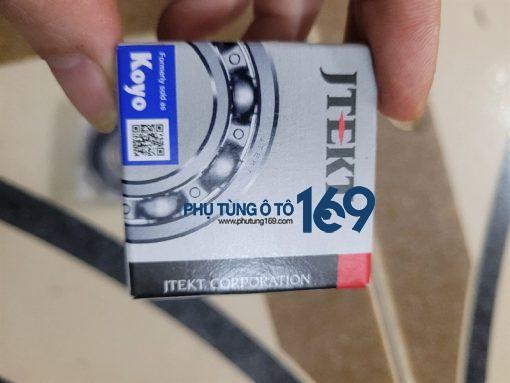 Formerly sold as
Koyo
JTEKT
PHỤ TÙNG Ô TÔ 169
www.phutung169.com
JTEKT CORPORATION